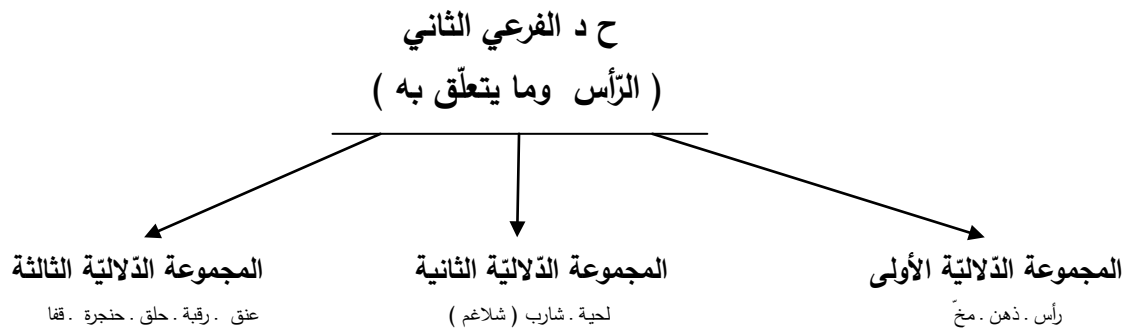 ح د الفرعي الثاني
( الرّأس وما يتعلّق به )
المجموعة الدّلاليّة الأولى
رأس . ذهن . مخّ
المجموعة الدّلاليّة الثانية
لحية . شارب ( شلاغم )
المجموعة الدّلاليّة الثالثة
عنق . رقبة . حلق . حنجرة . قفا